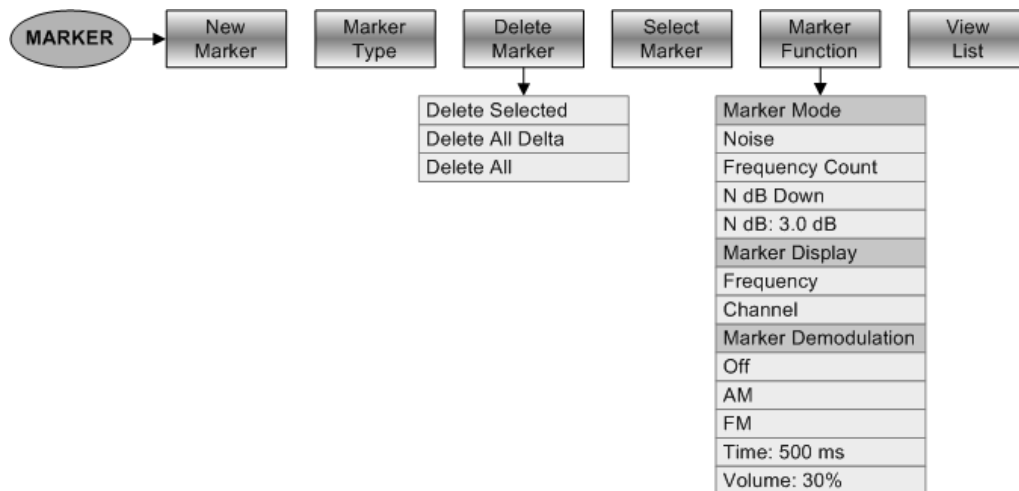 MARKER
New
Marker
Marker
Type
Delete
Marker
Select
Marker
Marker
Function
View
List
Delete Selected
Delete All Delta
Delete All
Marker Mode
Noise
Frequency Count
N dB Down
N dB: 3.0 dB
Marker Display
Frequency
Channel
Marker Demodulation
Off
AM
FM
Time: 500 ms
Volume: 30%